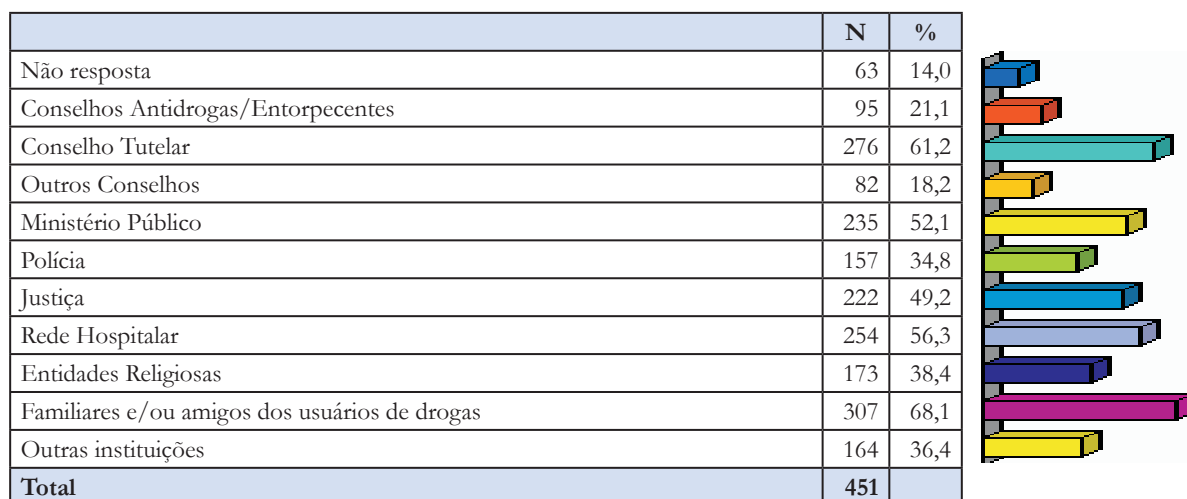 N %
Não resposta 63 14,0
Conselhos Antidrogas/Entorpecentes 95 21,1
Conselho Tutelar 276 61,2
Outros Conselhos 82 18,2
Ministério Público 235 52,1
Polícia 157 34,8
Justiça 222 49,2
Rede Hospitalar 254 56,3
Entidades Religiosas 173 38,4
Familiares e/ou amigos dos usuários de drogas 307 68,1
Outras instituições 164 36,4
Total 451